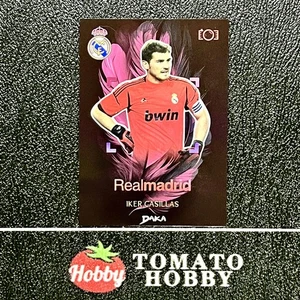 bwin
Realmadrid
IKER CASILLAS
DAKA
Hobby
TOMATO
HOBBY